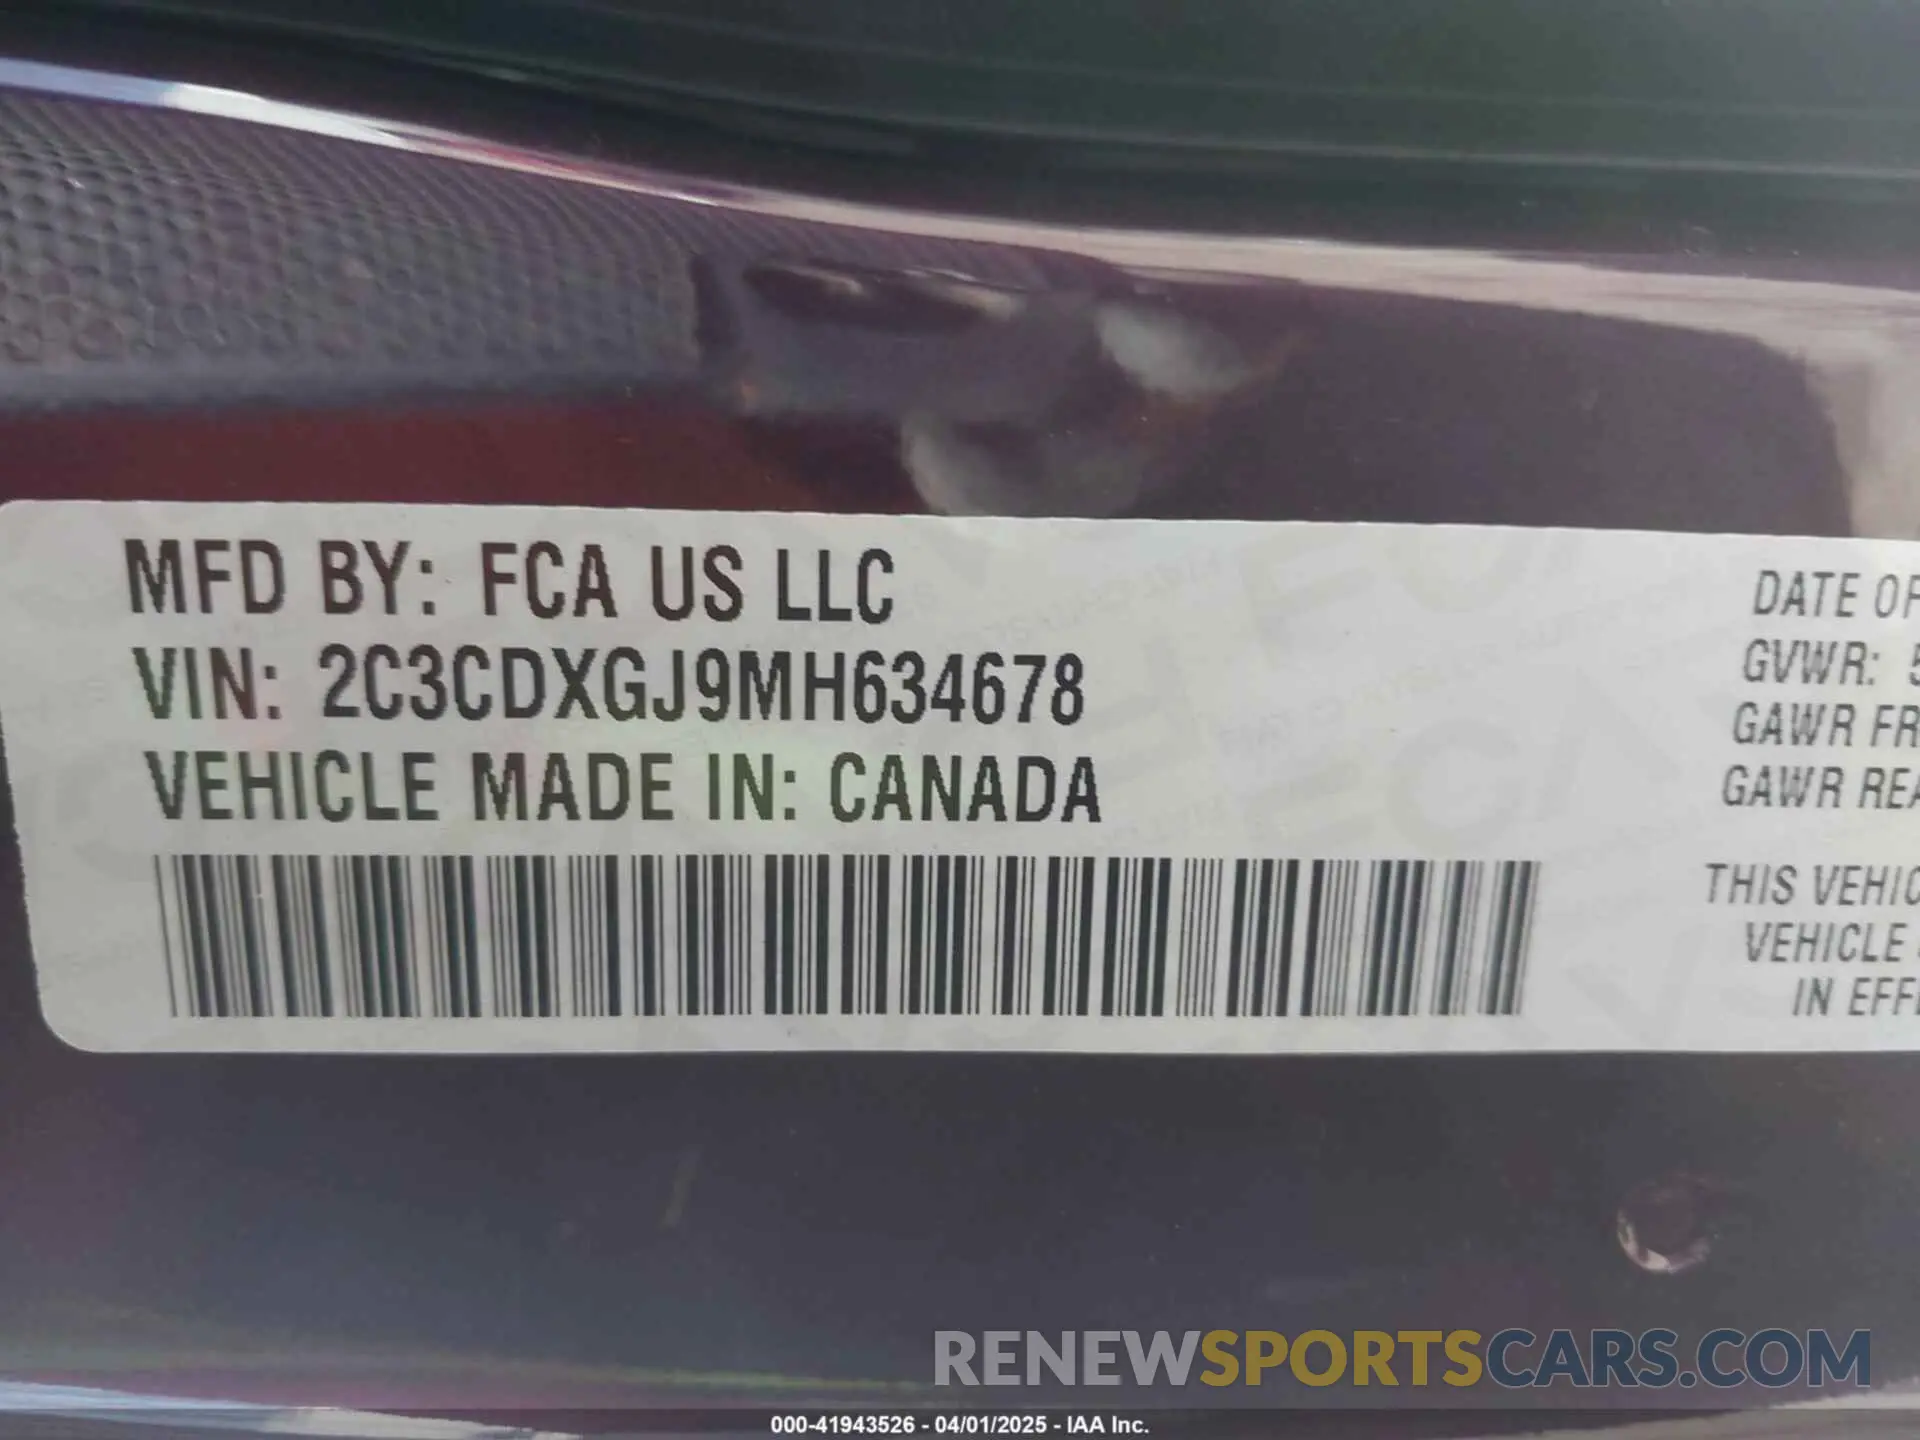 MFD BY: FCA US LLC
VIN: 2C3CDXGJ9MH634678
VEHICLE MADE IN: CANADA
DATE OF
GVWR: 5
GAWR FR
GAWR REA
THIS VEHIC
VEHICLE
IN EFF
RENEWSPORTSCARS.COM
000-41943526 - 04/01/2025 - IAA Inc.